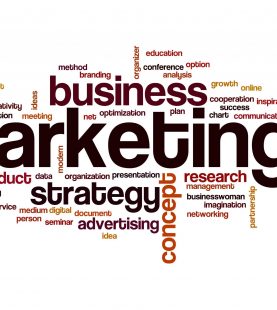 education
method
organizer
conference
option
branding
analysis
growth
online
ideas
business
meeting
cooperation
inspira
success
net
optimization
plan
chart
communicat
arketing
modern
duct
data
organization
presentation
research
management
strategy
concept
businesswoman
imagination
partnership
medium
digital
document
person
seminar
advertising
networking
idea